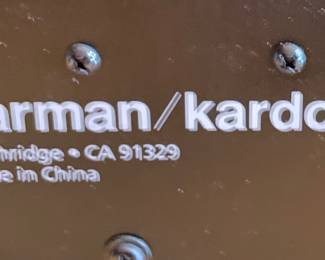 arman/kardo
hridge • CA 91329
e in China